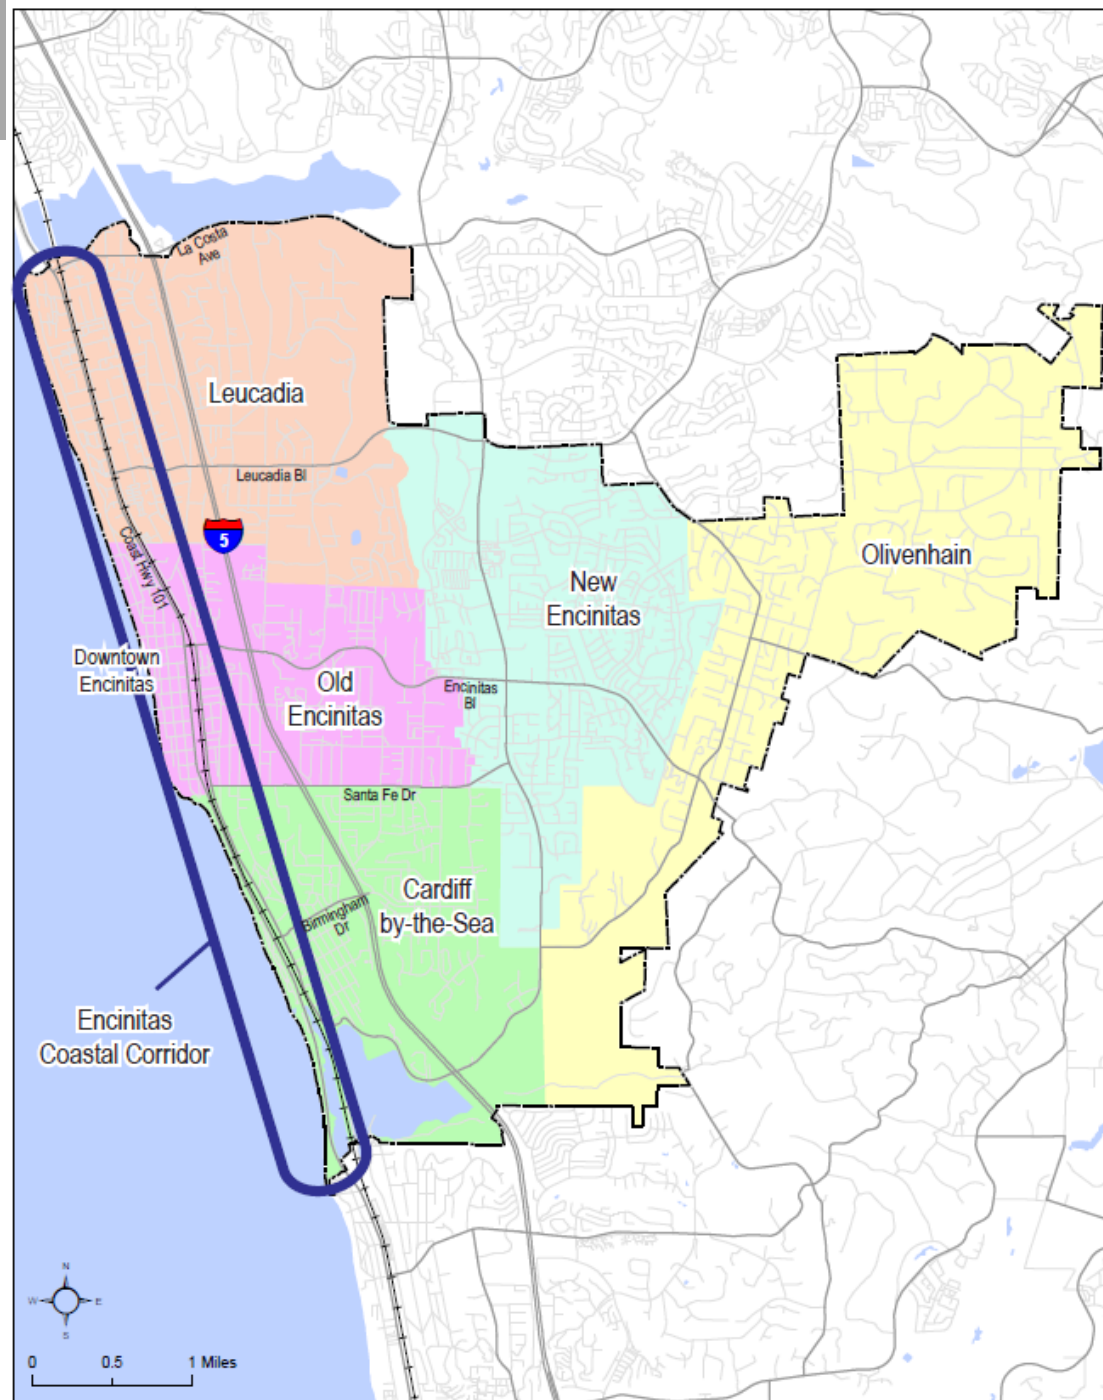 La Costa
Ave
Leucadia
Leucadia Bl
5
Coast Hwy 101
Olivenhain
New
Encinitas
Downtown
Encinitas
Old
Encinitas
Encinitas
Bl
Santa Fe Dr
Cardiff
by-the-Sea
Birmingham
Dr
Encinitas
Coastal Corridor
N
W E
S
0 0.5 1 Miles